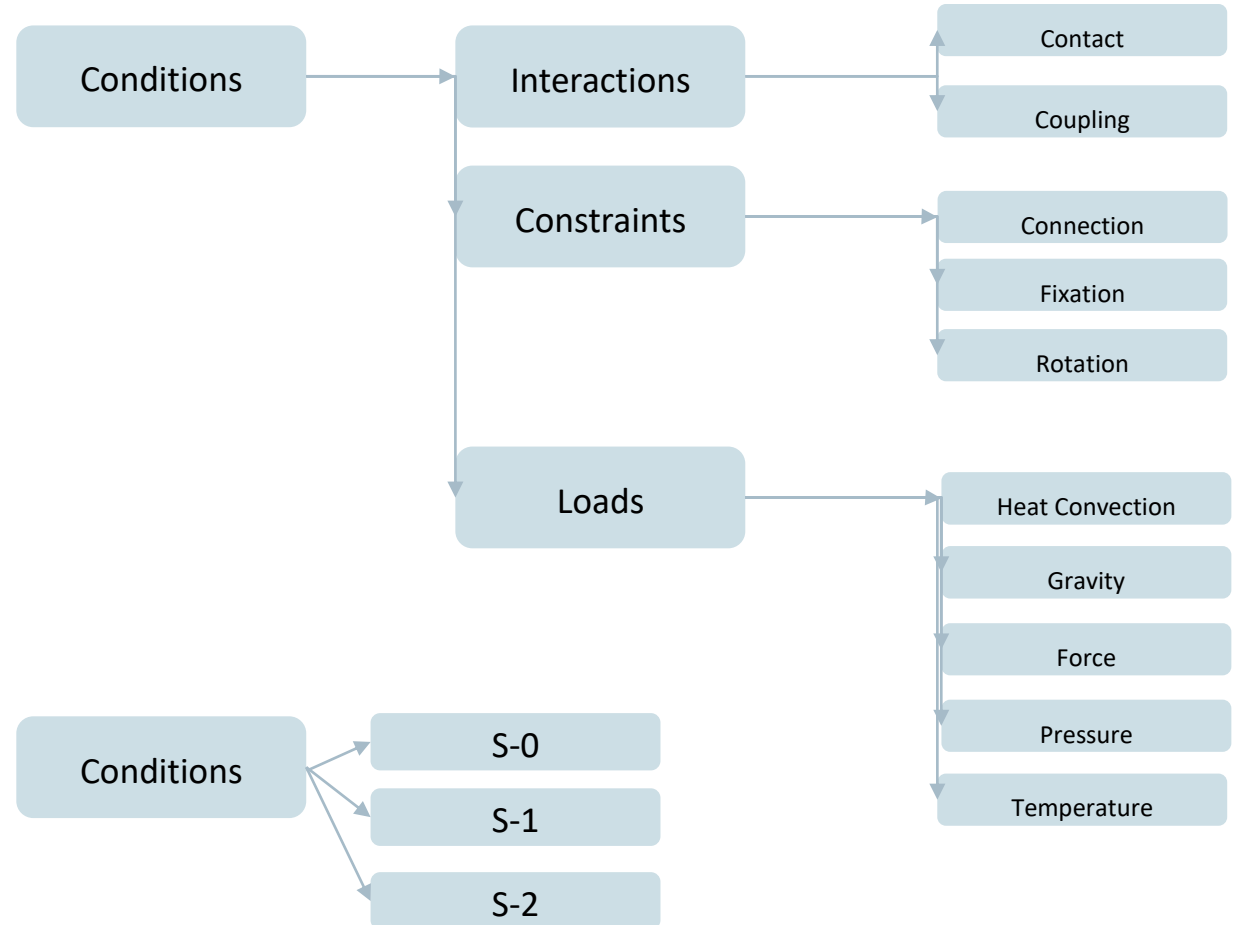 Conditions
Interactions
Contact
Coupling
Constraints
Connection
Fixation
Rotation
Loads
Heat Convection
Gravity
Force
Pressure
Temperature
Conditions
S-0
S-1
S-2